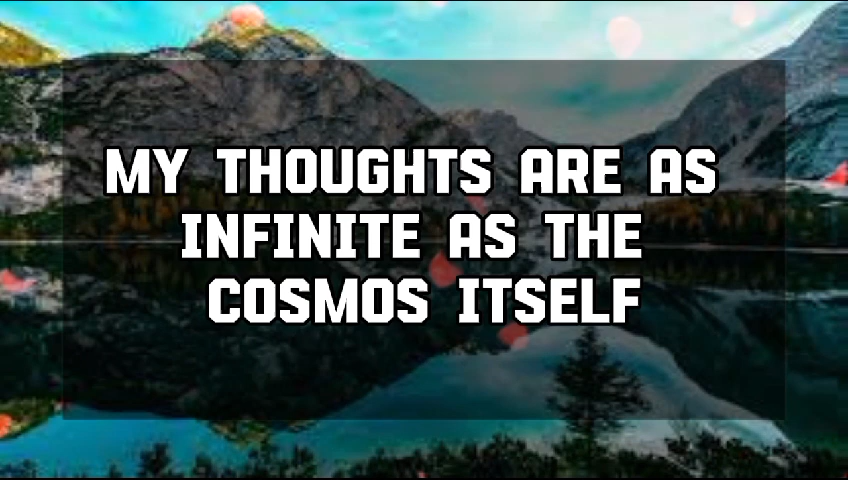 MY THOUGHTS ARE AS
INFINITE AS THE
COSMOS ITSELF